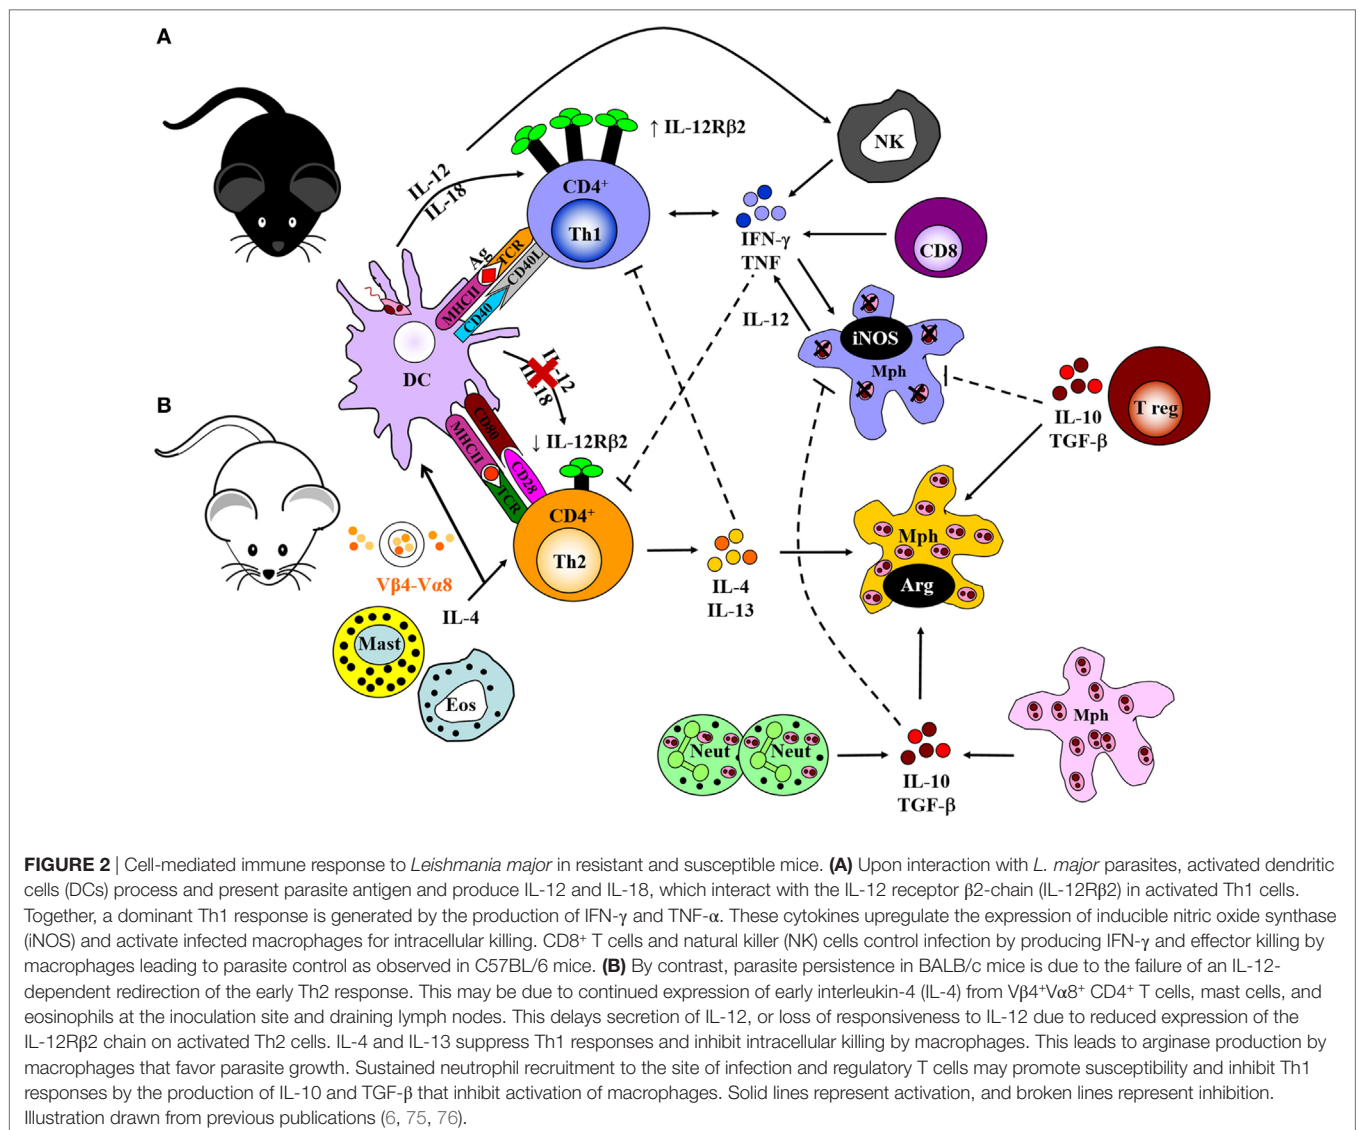 A
↑ IL-12Rβ2
NK
IL-12
IL-18
CD4⁺
Th1
IFN-γ
TNF
CD8
Ag
TCR
MHCII
CD40L
CD40
DC
IL-12
iNOS
Mph
IL-12
IL-18
IL-10
TGF-β
T reg
B
CD80
MHCII
↓ IL-12Rβ2
CD28
TCR
CD4⁺
Th2
Vβ4-Vα8
IL-4
IL-4
IL-13
Mph
Arg
Mast
Eos
Neut
Neut
IL-10
TGF-β
Mph
FIGURE 2 | Cell-mediated immune response to Leishmania major in resistant and susceptible mice. (A) Upon interaction with L. major parasites, activated dendritic
cells (DCs) process and present parasite antigen and produce IL-12 and IL-18, which interact with the IL-12 receptor β2-chain (IL-12Rβ2) in activated Th1 cells.
Together, a dominant Th1 response is generated by the production of IFN-γ and TNF-α. These cytokines upregulate the expression of inducible nitric oxide synthase
(iNOS) and activate infected macrophages for intracellular killing. CD8⁺ T cells and natural killer (NK) cells control infection by producing IFN-γ and effector killing by
macrophages leading to parasite control as observed in C57BL/6 mice. (B) By contrast, parasite persistence in BALB/c mice is due to the failure of an IL-12-
dependent redirection of the early Th2 response. This may be due to continued expression of early interleukin-4 (IL-4) from Vβ4⁺Vα8⁺ CD4⁺ T cells, mast cells, and
eosinophils at the inoculation site and draining lymph nodes. This delays secretion of IL-12, or loss of responsiveness to IL-12 due to reduced expression of the
IL-12Rβ2 chain on activated Th2 cells. IL-4 and IL-13 suppress Th1 responses and inhibit intracellular killing by macrophages. This leads to arginase production by
macrophages that favor parasite growth. Sustained neutrophil recruitment to the site of infection and regulatory T cells may promote susceptibility and inhibit Th1
responses by the production of IL-10 and TGF-β that inhibit activation of macrophages. Solid lines represent activation, and broken lines represent inhibition.
Illustration drawn from previous publications (6, 75, 76).